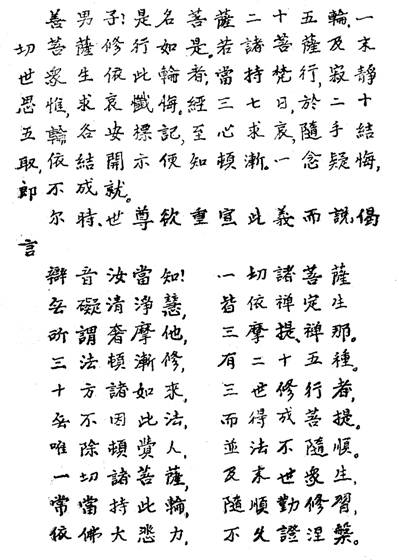 善男子!是名菩薩二十五輪。一
切菩薩修行如是。若諸菩薩及末
世衆生,依此輪者,當持梵行,寂靜
思惟,求哀懺悔。經三七日,於二十
五輪各安標記,至心求哀,隨手結
取,依結開示,便知頓漸。一念疑悔,
即不成就。
尔時、世尊欲重宣此義而說,偈
言
辯音汝當知! 一切諸菩薩
无礙清淨慧, 皆依禅定生。
所謂奢摩他, 三摩提、禅那。
三法頓漸修, 有二十五種。
十方諸如來, 三世修行者,
无不因此法, 而得成菩提。
唯除頓覺人, 並法不隨順。
一切諸菩薩, 及末世衆生,
常當持此輪, 隨順勤修習,
依佛大悲力, 不久證涅槃。